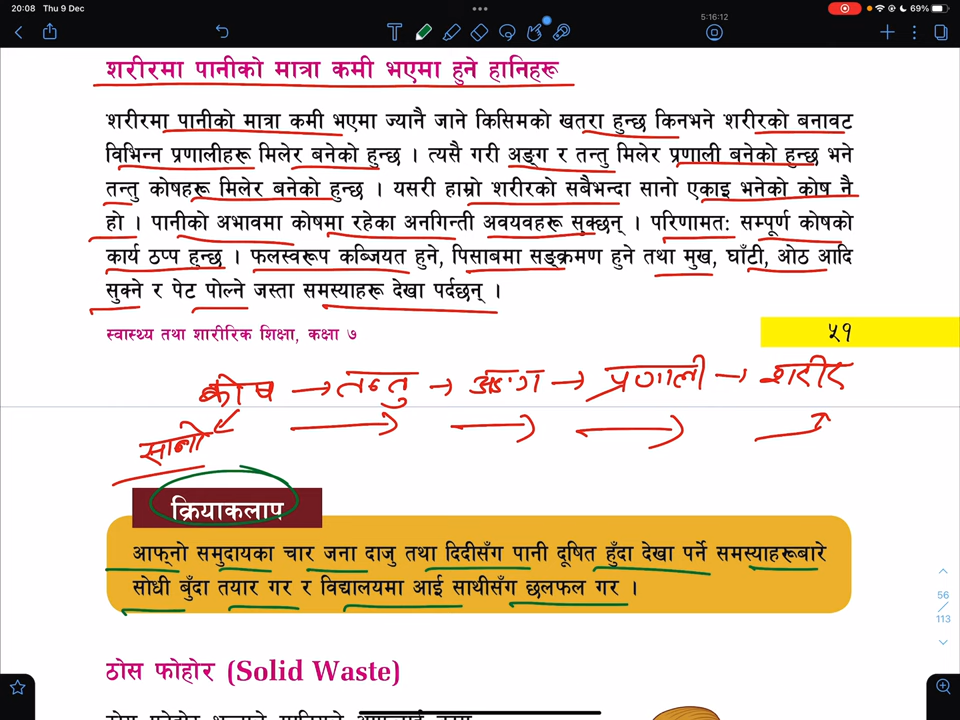 20:08 Thu 9 Dec
5:16:12
69%
शरीरमा पानीको मात्रा कमी भएमा हुने हानिहरू
शरीरमा पानीको मात्रा कमी भएमा ज्यानै जाने किसिमको खतरा हुन्छ किनभने शरीरको बनावट
विभिन्न प्रणालीहरू मिलेर बनेको हुन्छ । त्यसै गरी अङ्ग र तन्तु मिलेर प्रणाली बनेको हुन्छ भने
तन्तु कोषहरू मिलेर बनेको हुन्छ । यसरी हाम्रो शरीरको सबैभन्दा सानो एकाइ भनेको कोष नै
हो । पानीको अभावमा कोषमा रहेका अनगिन्ती अवयवहरू सुक्छन् । परिणामत: सम्पूर्ण कोषको
कार्य ठप्प हुन्छ । फलस्वरूप कब्जियत हुने, पिसाबमा सङ्क्रमण हुने तथा मुख, घाँटी, ओठ आदि
सुक्ने र पेट पोल्ने जस्ता समस्याहरू देखा पर्दछन् ।
स्वास्थ्य तथा शारीरिक शिक्षा, कक्षा ७
५१
कोष → तन्तु → अङ्ग → प्रणाली → शरीर
सानो
क्रियाकलाप
आफ्नो समुदायका चार जना दाजु तथा दिदीसँग पानी दूषित हुँदा देखा पर्ने समस्याहरूबारे
सोधी बुँदा तयार गर र विद्यालयमा आई साथीसँग छलफल गर ।
56
113
ठोस फोहोर (Solid Waste)